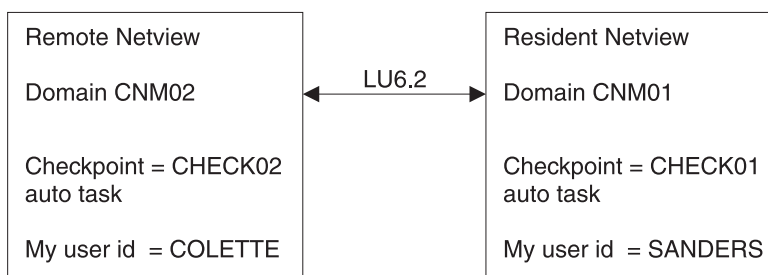 Remote Netview
Domain CNM02
Checkpoint = CHECK02
auto task
My user id = COLETTE
LU6.2
Resident Netview
Domain CNM01
Checkpoint = CHECK01
auto task
My user id = SANDERS